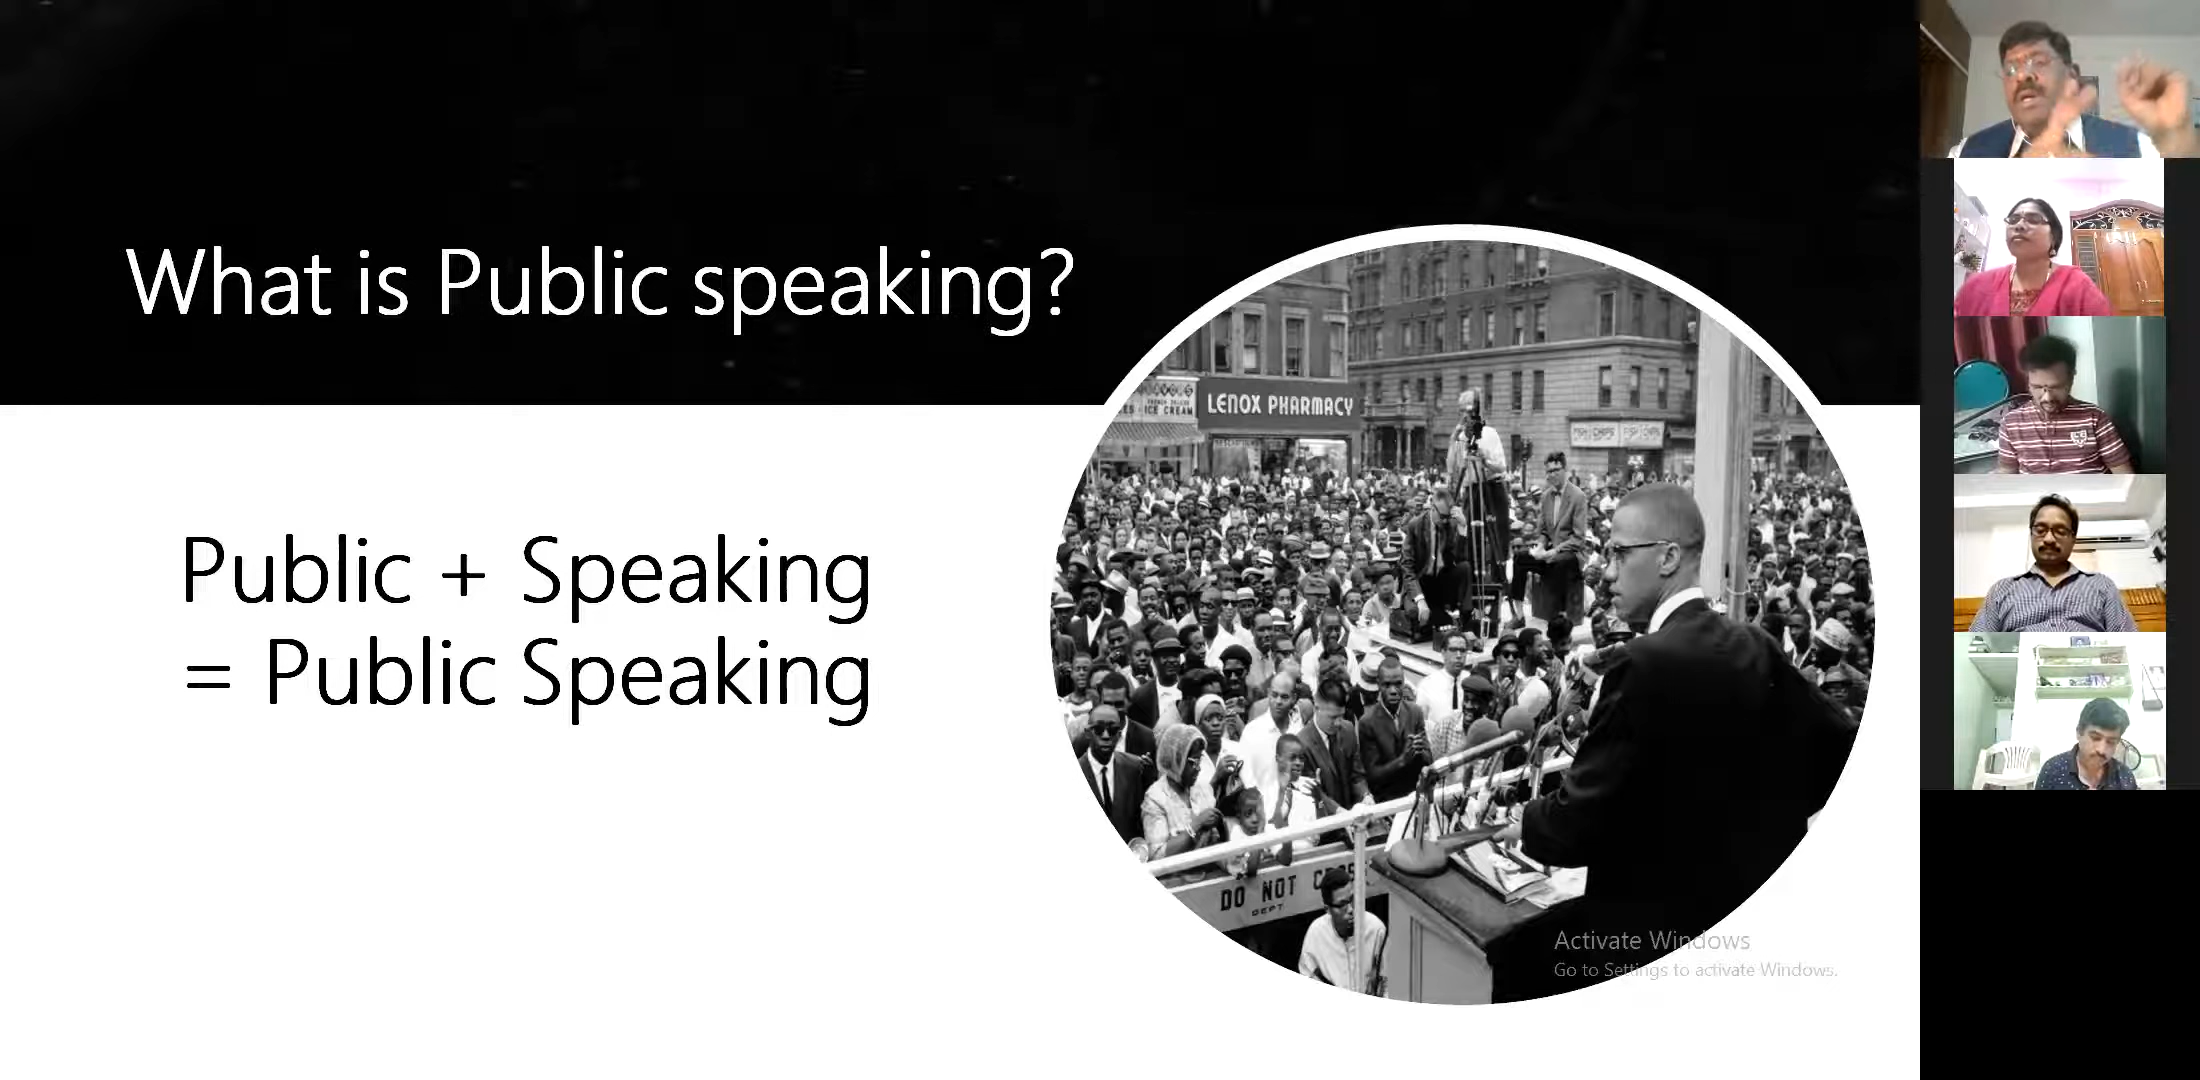 What is Public speaking?
Public + Speaking
= Public Speaking
ICE CREAM
LENOX PHARMACY
DO NOT
DEPT
Activate Windows
Go to Settings to activate Windows.